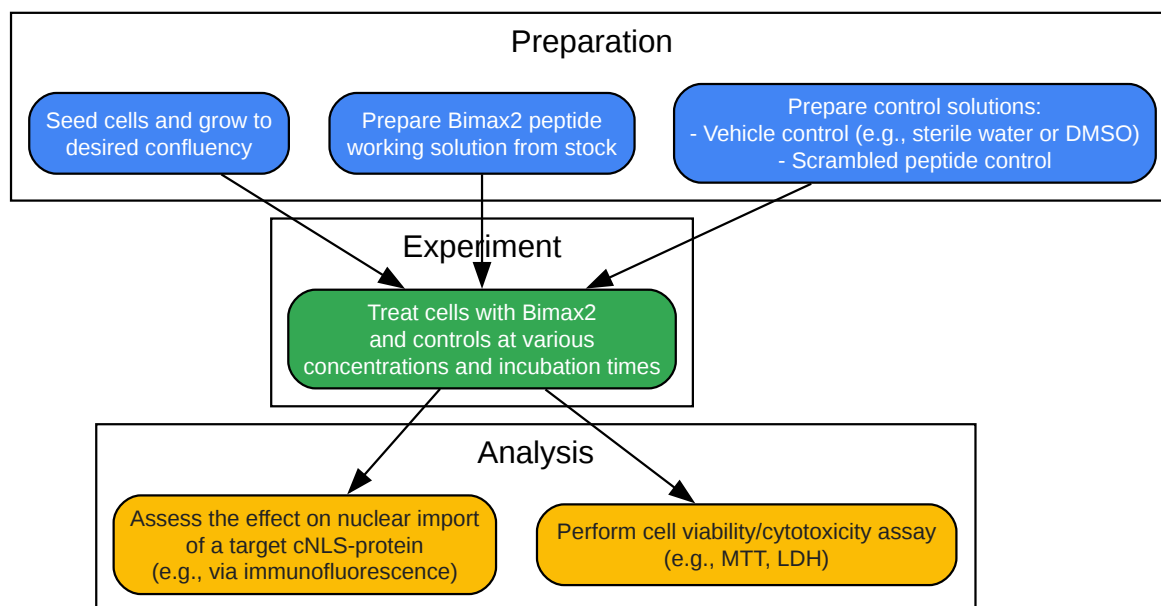 Preparation
Seed cells and grow to
desired confluency
Prepare Bimax2 peptide
working solution from stock
Prepare control solutions:
- Vehicle control (e.g., sterile water or DMSO)
- Scrambled peptide control
Experiment
Treat cells with Bimax2
and controls at various
concentrations and incubation times
Analysis
Assess the effect on nuclear import
of a target cNLS-protein
(e.g., via immunofluorescence)
Perform cell viability/cytotoxicity assay
(e.g., MTT, LDH)